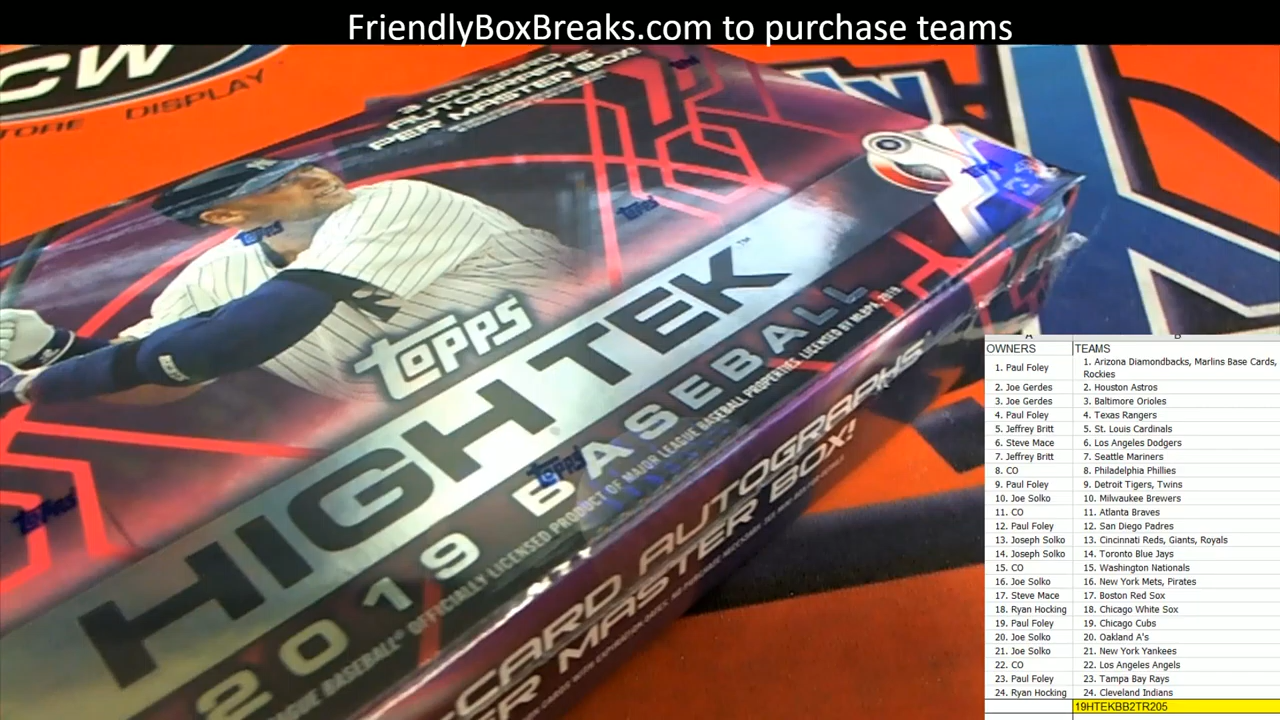 FriendlyBoxBreaks.com to purchase teams
CW
STORE DISPLAY
3 ON-CARD
AUTOGRAPHS
PER MASTER BOX!
TOPPS
HIGH TEK™
2019 BASEBALL
OFFICIALLY LICENSED PRODUCT OF MAJOR LEAGUE BASEBALL PROPERTIES. LICENSED BY MLBPA, 2019
CARD AUTOGRAPHS
PER MASTER BOX!
OWNERS TEAMS
1. Paul Foley 1. Arizona Diamondbacks, Marlins Base Cards,
Rockies
2. Joe Gerdes 2. Houston Astros
3. Joe Gerdes 3. Baltimore Orioles
4. Paul Foley 4. Texas Rangers
5. Jeffrey Britt 5. St. Louis Cardinals
6. Steve Mace 6. Los Angeles Dodgers
7. Jeffrey Britt 7. Seattle Mariners
8. CO 8. Philadelphia Phillies
9. Paul Foley 9. Detroit Tigers, Twins
10. Joe Solko 10. Milwaukee Brewers
11. CO 11. Atlanta Braves
12. Paul Foley 12. San Diego Padres
13. Joseph Solko 13. Cincinnati Reds, Giants, Royals
14. Joseph Solko 14. Toronto Blue Jays
15. CO 15. Washington Nationals
16. Joe Solko 16. New York Mets, Pirates
17. Steve Mace 17. Boston Red Sox
18. Ryan Hocking 18. Chicago White Sox
19. Paul Foley 19. Chicago Cubs
20. Joe Solko 20. Oakland A's
21. Joe Solko 21. New York Yankees
22. CO 22. Los Angeles Angels
23. Paul Foley 23. Tampa Bay Rays
24. Ryan Hocking 24. Cleveland Indians
19HTEKBB2TR205